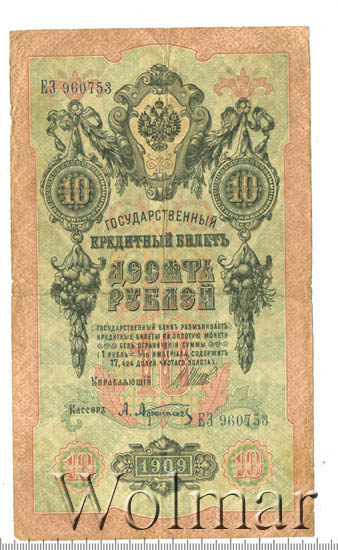 ЕЗ 960753
10 10
ГОСУДАРСТВЕННЫЙ
КРЕДИТНЫЙ БИЛЕТЪ
ДЕСЯТЬ
РУБЛЕЙ
ГОСУДАРСТВЕННЫЙ БАНКЪ РАЗМѢНИВАЕТЪ
КРЕДИТНЫЕ БИЛЕТЫ НА ЗОЛОТУЮ МОНЕТУ
БЕЗЪ ОГРАНИЧЕНІЯ СУММЫ
(1 РУБЛЬ = 1/15 ИМПЕРІАЛА, СОДЕРЖИТЪ
17,424 ДОЛЕЙ ЧИСТАГО ЗОЛОТА).
УПРАВЛЯЮЩІЙ
КАССИРЪ
ЕЗ 960753
10 1909 10
Wolmar